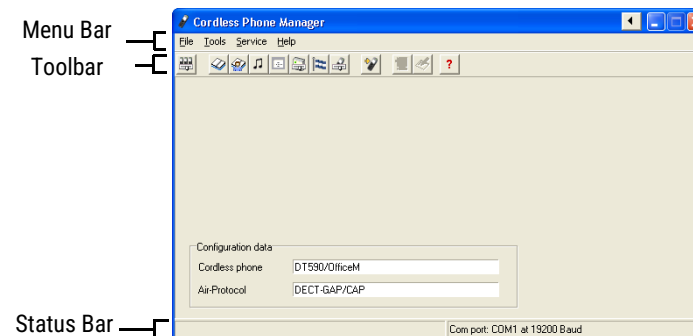 Cordless Phone Manager
Menu Bar
File Tools Service Help
Toolbar
?
Configuration data
Cordless phone DT590/OfficeM
Air-Protocol DECT-GAP/CAP
Status Bar
Com port: COM1 at 19200 Baud